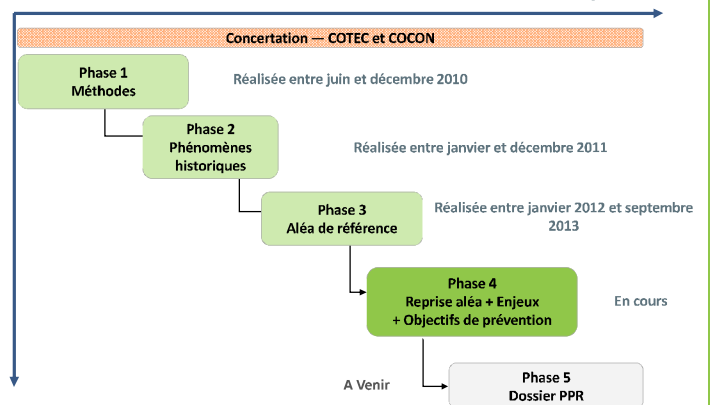 Concertation — COTEC et COCON
Phase 1
Méthodes
Réalisée entre juin et décembre 2010
Phase 2
Phénomènes
historiques
Réalisée entre janvier et décembre 2011
Phase 3
Aléa de référence
Réalisée entre janvier 2012 et septembre
2013
Phase 4
Reprise aléa + Enjeux
+ Objectifs de prévention
En cours
A Venir
Phase 5
Dossier PPR